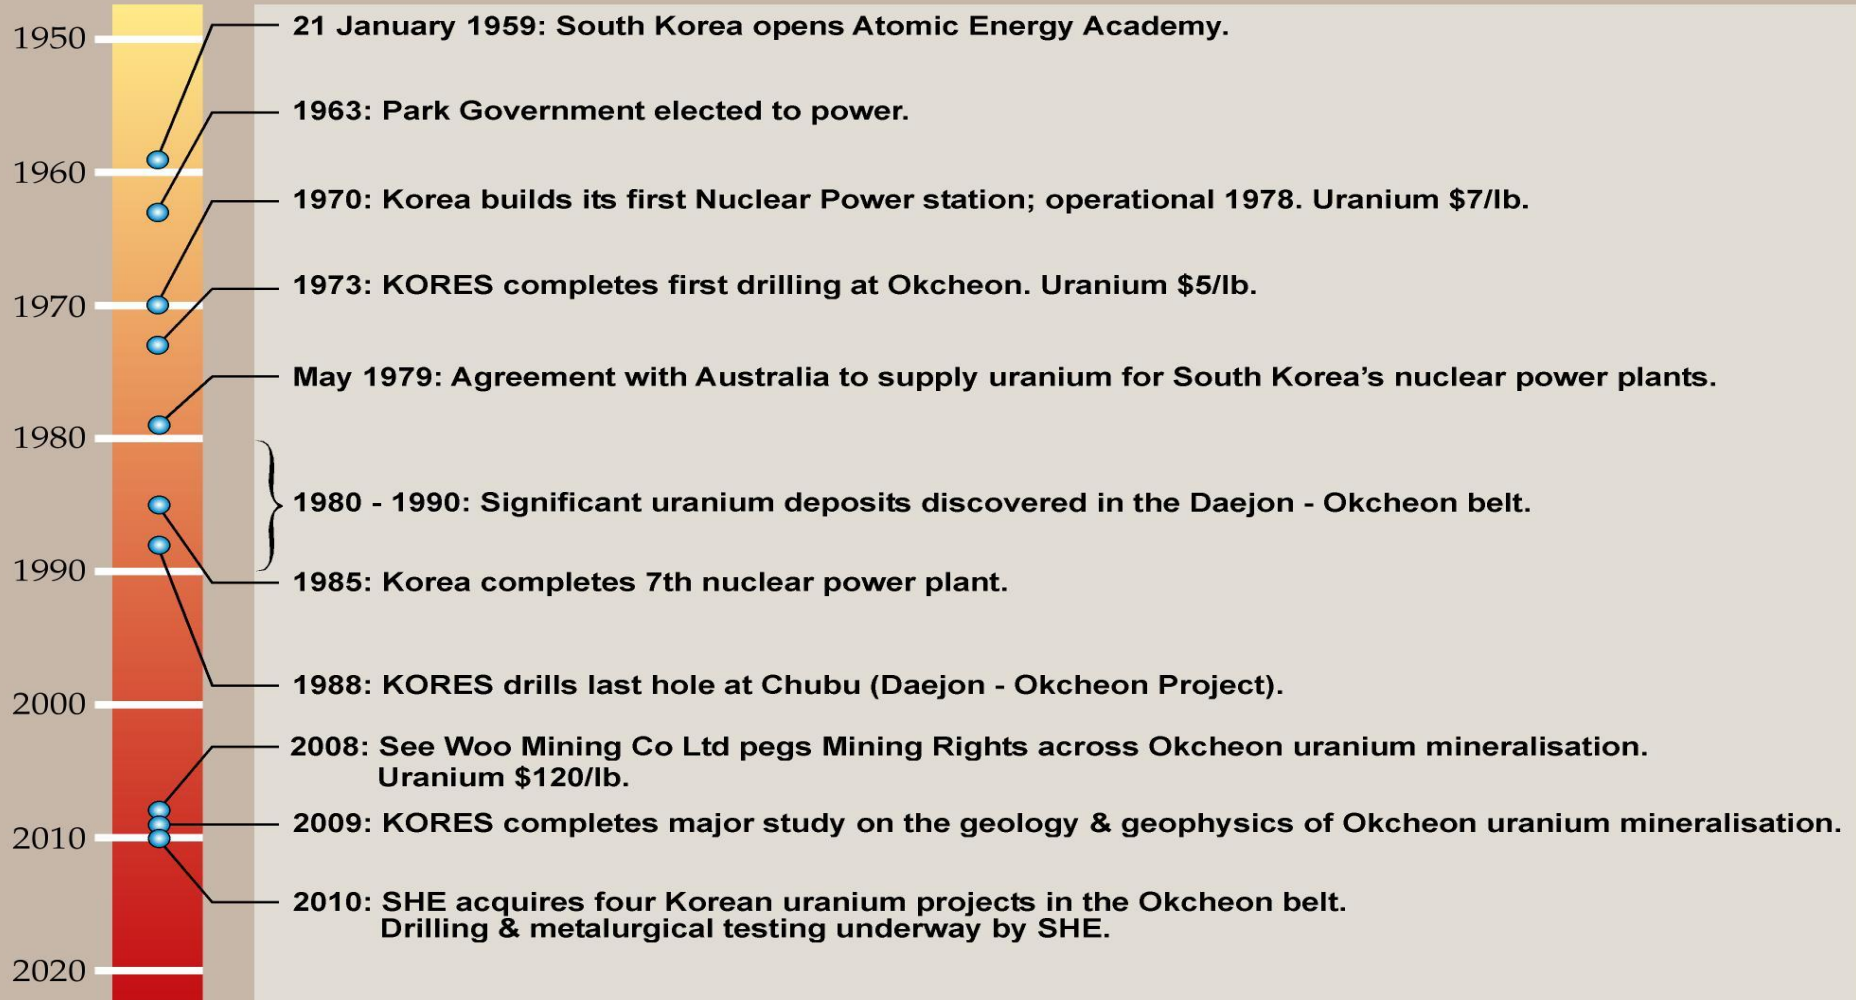 1950
21 January 1959: South Korea opens Atomic Energy Academy.
1963: Park Government elected to power.
1960
1970: Korea builds its first Nuclear Power station; operational 1978. Uranium $7/lb.
1973: KORES completes first drilling at Okcheon. Uranium $5/lb.
1970
May 1979: Agreement with Australia to supply uranium for South Korea's nuclear power plants.
1980
1980 - 1990: Significant uranium deposits discovered in the Daejon - Okcheon belt.
1990
1985: Korea completes 7th nuclear power plant.
1988: KORES drills last hole at Chubu (Daejon - Okcheon Project).
2000
2008: See Woo Mining Co Ltd pegs Mining Rights across Okcheon uranium mineralisation.
Uranium $120/lb.
2009: KORES completes major study on the geology & geophysics of Okcheon uranium mineralisation.
2010
2010: SHE acquires four Korean uranium projects in the Okcheon belt.
Drilling & metalurgical testing underway by SHE.
2020